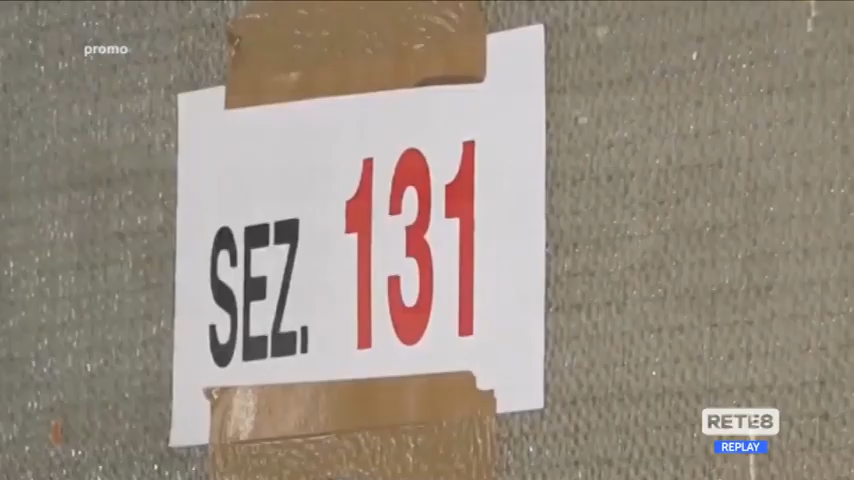 promo
SEZ. 131
RETE8
REPLAY